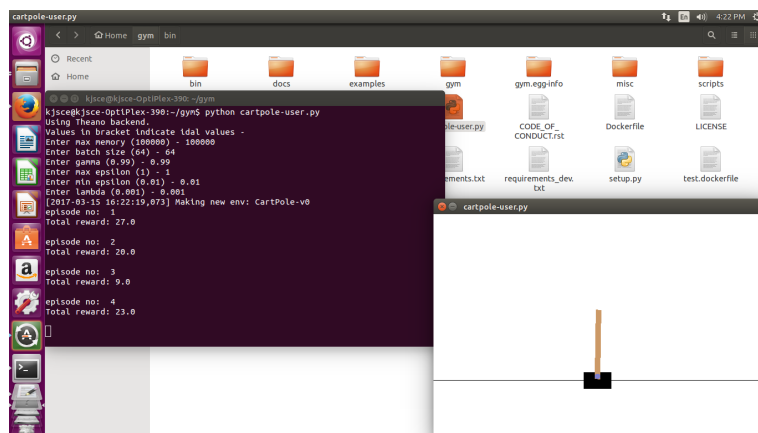 cartpole-user.py
En
4:22 PM
Home
gym
bin
Recent
Home
bin
docs
examples
gym
gym.egg-info
misc
scripts
kjsce@kjsce-OptiPlex-390: ~/gym
kjsce@kjsce-OptiPlex-390:~/gym$ python cartpole-user.py
Using Theano backend.
Values in bracket indicate idal values -
Enter max memory (100000) - 100000
Enter batch size (64) - 64
Enter gamma (0.99) - 0.99
Enter max epsilon (1) - 1
Enter min epsilon (0.01) - 0.01
Enter lambda (0.001) - 0.001
[2017-03-15 16:22:19,073] Making new env: CartPole-v0
episode no:  1
Total reward: 27.0
episode no:  2
Total reward: 20.0
episode no:  3
Total reward: 9.0
episode no:  4
Total reward: 23.0
ole-user.py
CODE_OF_
CONDUCT.rst
Dockerfile
LICENSE
ements.txt
requirements_dev.
txt
setup.py
test.dockerfile
cartpole-user.py